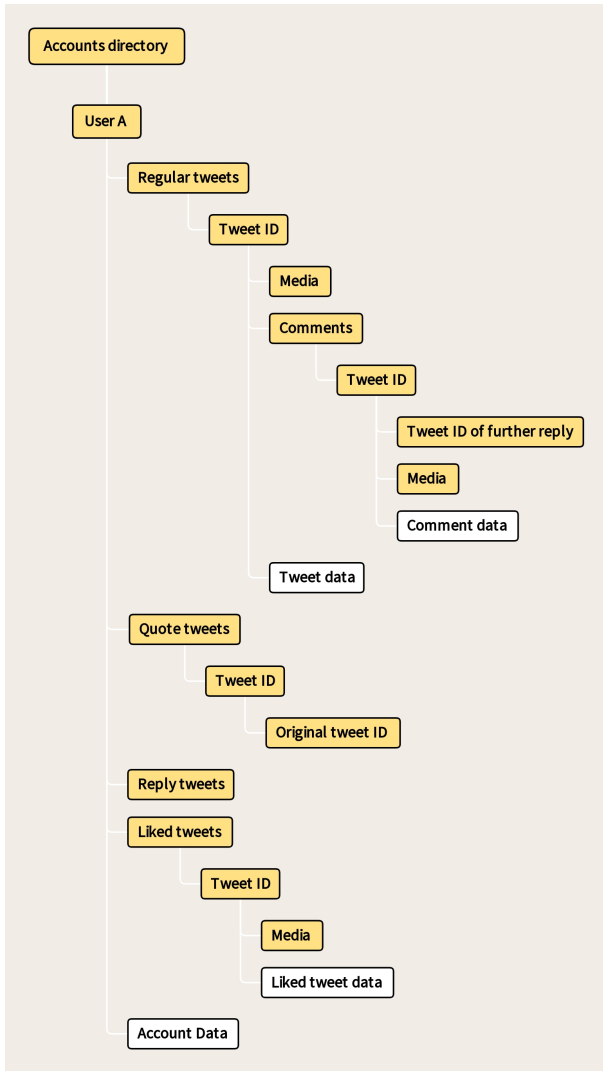 Accounts directory
User A
Regular tweets
Tweet ID
Media
Comments
Tweet ID
Tweet ID of further reply
Media
Comment data
Tweet data
Quote tweets
Tweet ID
Original tweet ID
Reply tweets
Liked tweets
Tweet ID
Media
Liked tweet data
Account Data